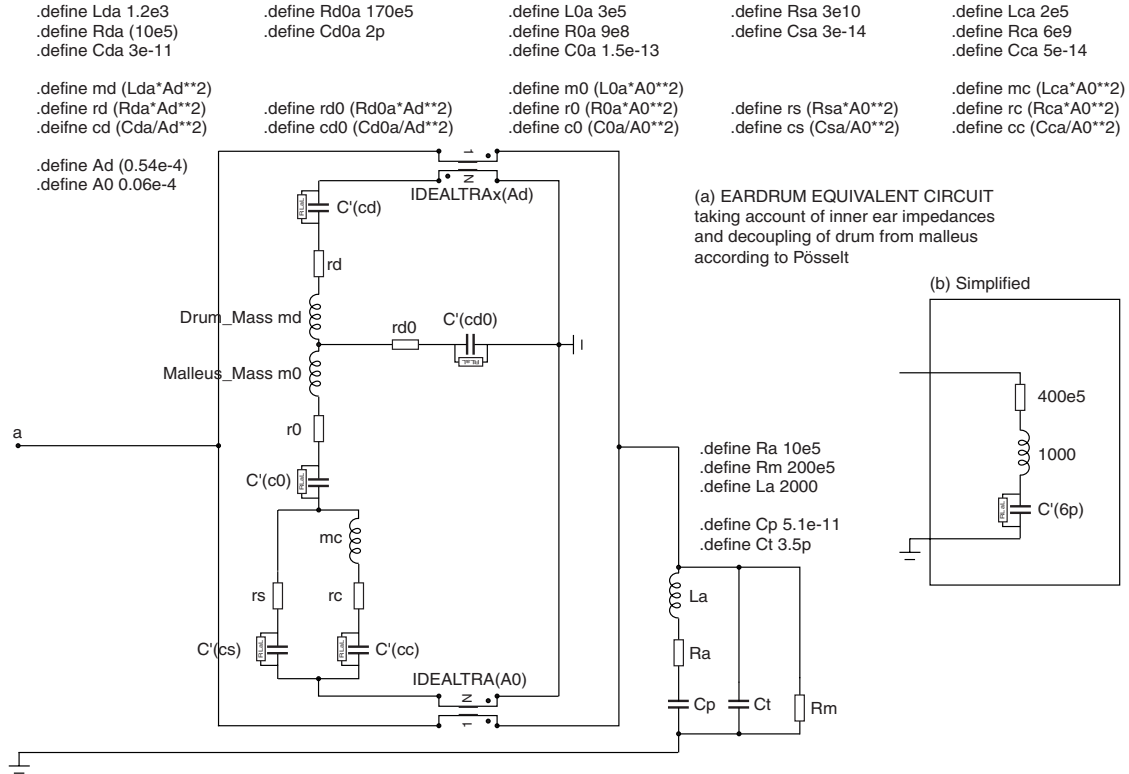 .define Lda 1.2e3
.define Rda (10e5)
.define Cda 3e-11
.define md (Lda*Ad**2)
.define rd (Rda*Ad**2)
.deifne cd (Cda/Ad**2)
.define Ad (0.54e-4)
.define A0 0.06e-4
.define Rd0a 170e5
.define Cd0a 2p
.define rd0 (Rd0a*Ad**2)
.define cd0 (Cd0a/Ad**2)
.define L0a 3e5
.define R0a 9e8
.define C0a 1.5e-13
.define m0 (L0a*A0**2)
.define r0 (R0a*A0**2)
.define c0 (C0a/A0**2)
.define Rsa 3e10
.define Csa 3e-14
.define rs (Rsa*A0**2)
.define cs (Csa/A0**2)
.define Lca 2e5
.define Rca 6e9
.define Cca 5e-14
.define mc (Lca*A0**2)
.define rc (Rca*A0**2)
.define cc (Cca/A0**2)
1
N
IDEALTRAx(Ad)
RLaL
C'(cd)
rd
Drum_Mass md
rd0
C'(cd0)
RLaL
Malleus_Mass m0
r0
a
C'(c0)
RLaL
mc
rs
rc
C'(cs)
RLaL
RLaL
C'(cc)
IDEALTRA(A0)
N
1
(a) EARDRUM EQUIVALENT CIRCUIT
taking account of inner ear impedances
and decoupling of drum from malleus
according to Pösselt
(b) Simplified
400e5
1000
RLaL
C'(6p)
.define Ra 10e5
.define Rm 200e5
.define La 2000
.define Cp 5.1e-11
.define Ct 3.5p
La
Ra
Cp
Ct
Rm